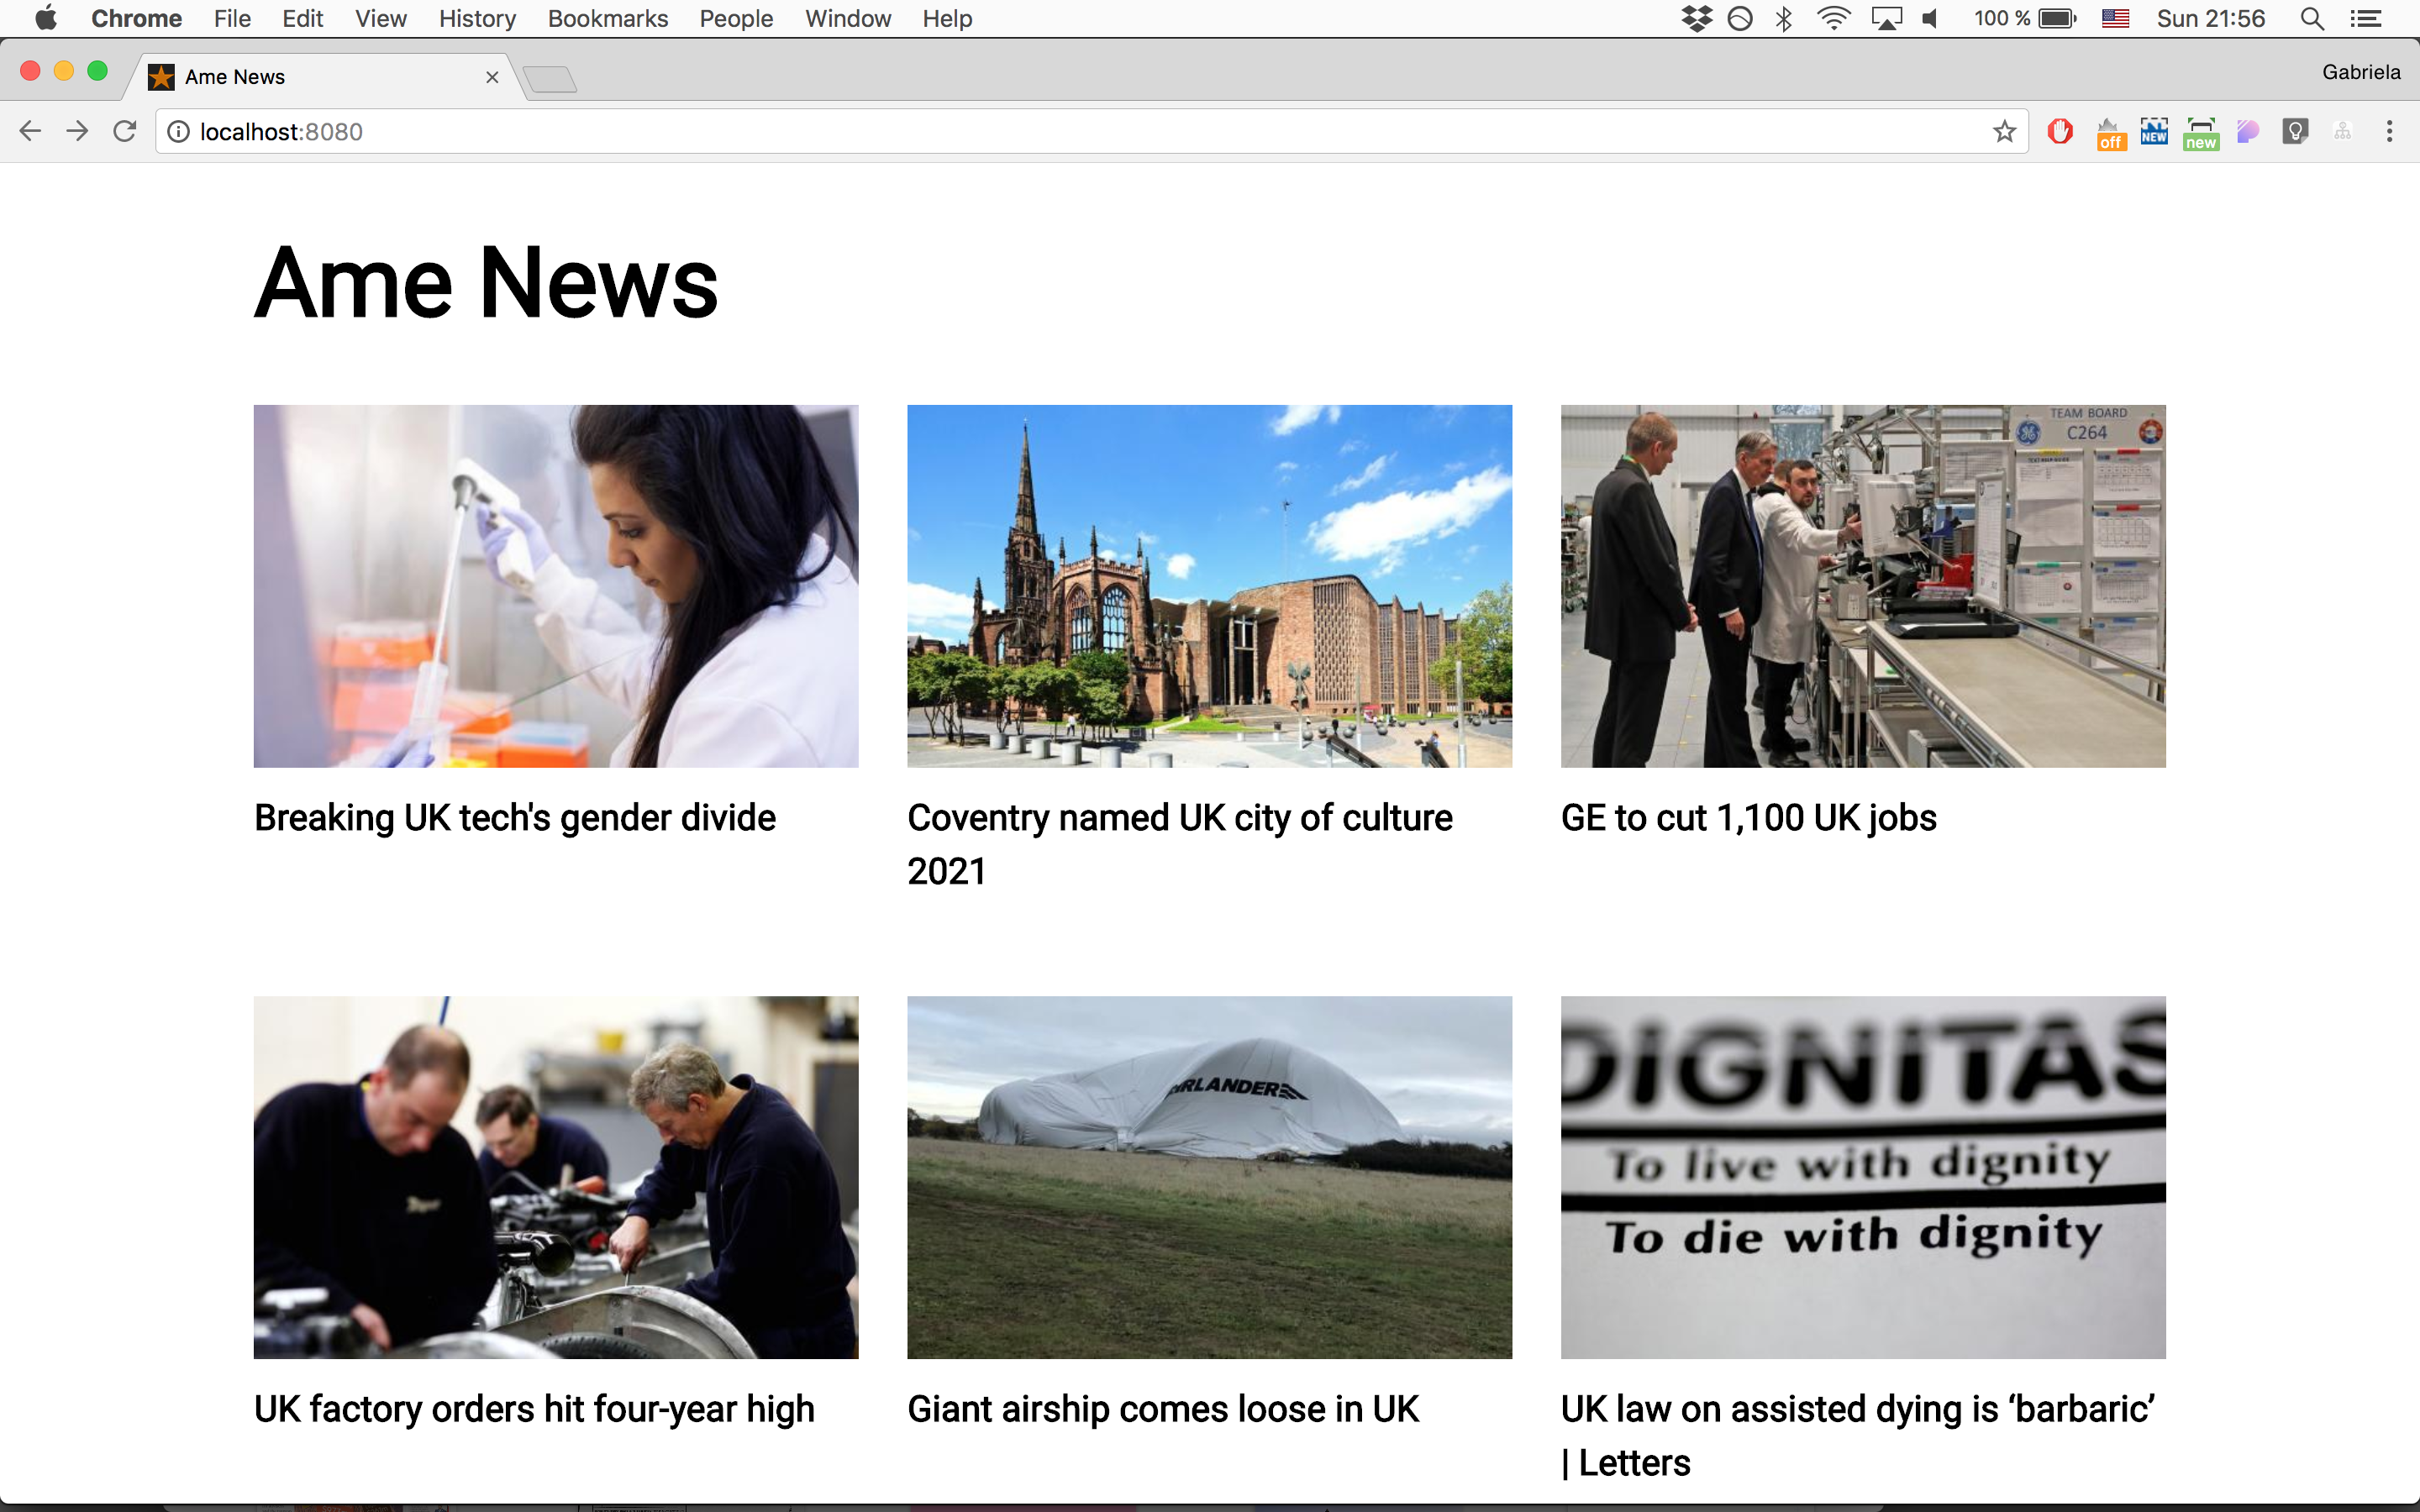 Chrome File Edit View History Bookmarks People Window Help 100 % Sun 21:56
Ame News Gabriela
localhost:8080 off NEW new
Ame News
TEAM BOARD
C264
Breaking UK tech's gender divide
Coventry named UK city of culture
2021
GE to cut 1,100 UK jobs
RLANDER
DIGNITAS
To live with dignity
To die with dignity
UK factory orders hit four-year high
Giant airship comes loose in UK
UK law on assisted dying is ‘barbaric’
| Letters